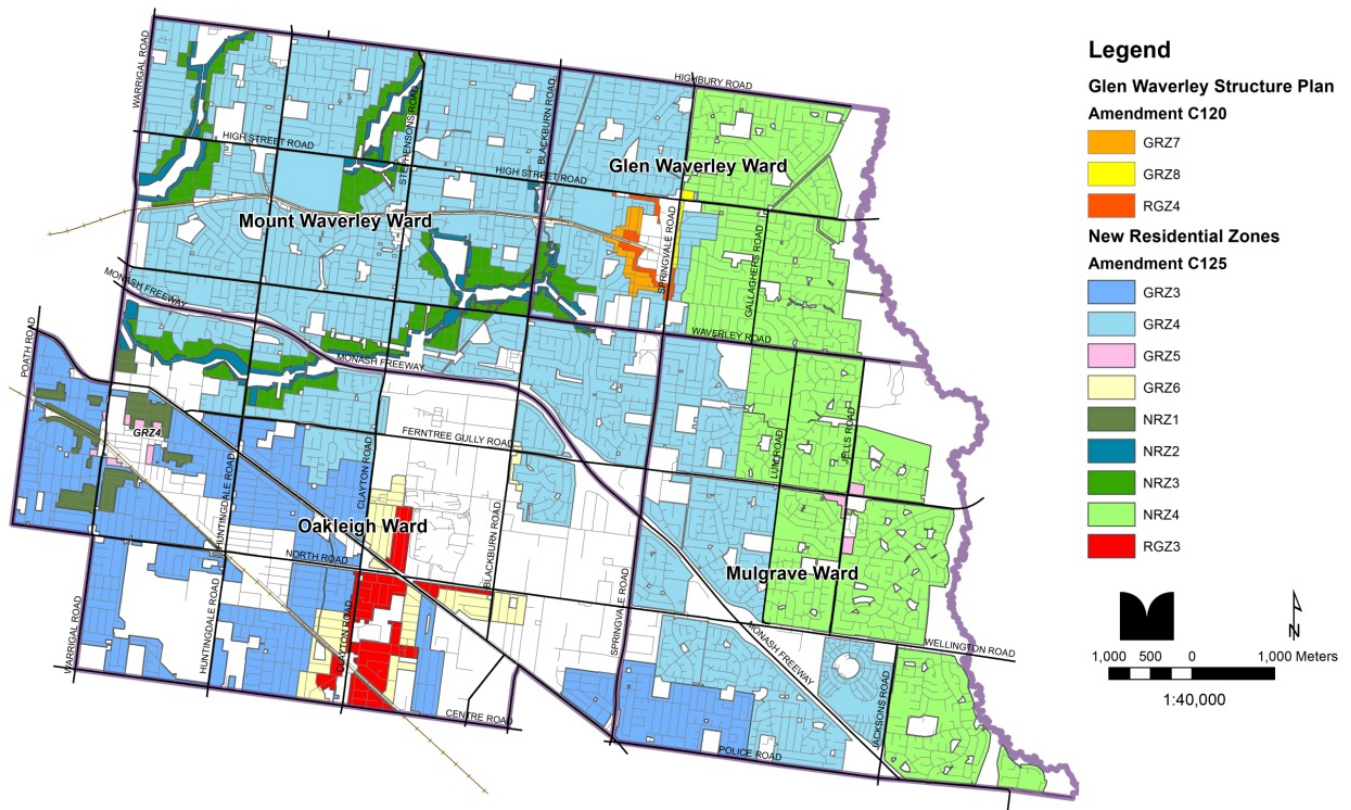 HIGHBURY ROAD
WARRIGAL ROAD
STEPHENSONS ROAD
BLACKBURN ROAD
HIGH STREET ROAD
HIGH STREET ROAD
Glen Waverley Ward
Mount Waverley Ward
SPRINGVALE ROAD
GALLAGHERS ROAD
MONASH FREEWAY
WAVERLEY ROAD
POATH ROAD
MONASH FREEWAY
GRZ4
FERNTREE GULLY ROAD
LUM ROAD
JELLS ROAD
HUNTINGDALE ROAD
CLAYTON ROAD
Oakleigh Ward
BLACKBURN ROAD
NORTH ROAD
Mulgrave Ward
WARRIGAL ROAD
HUNTINGDALE ROAD
CLAYTON ROAD
SPRINGVALE ROAD
MONASH FREEWAY
WELLINGTON ROAD
JACKSONS ROAD
CENTRE ROAD
POLICE ROAD
Legend
Glen Waverley Structure Plan
Amendment C120
GRZ7
GRZ8
RGZ4
New Residential Zones
Amendment C125
GRZ3
GRZ4
GRZ5
GRZ6
NRZ1
NRZ2
NRZ3
NRZ4
RGZ3
N
1,000 500 0 1,000 Meters
1:40,000